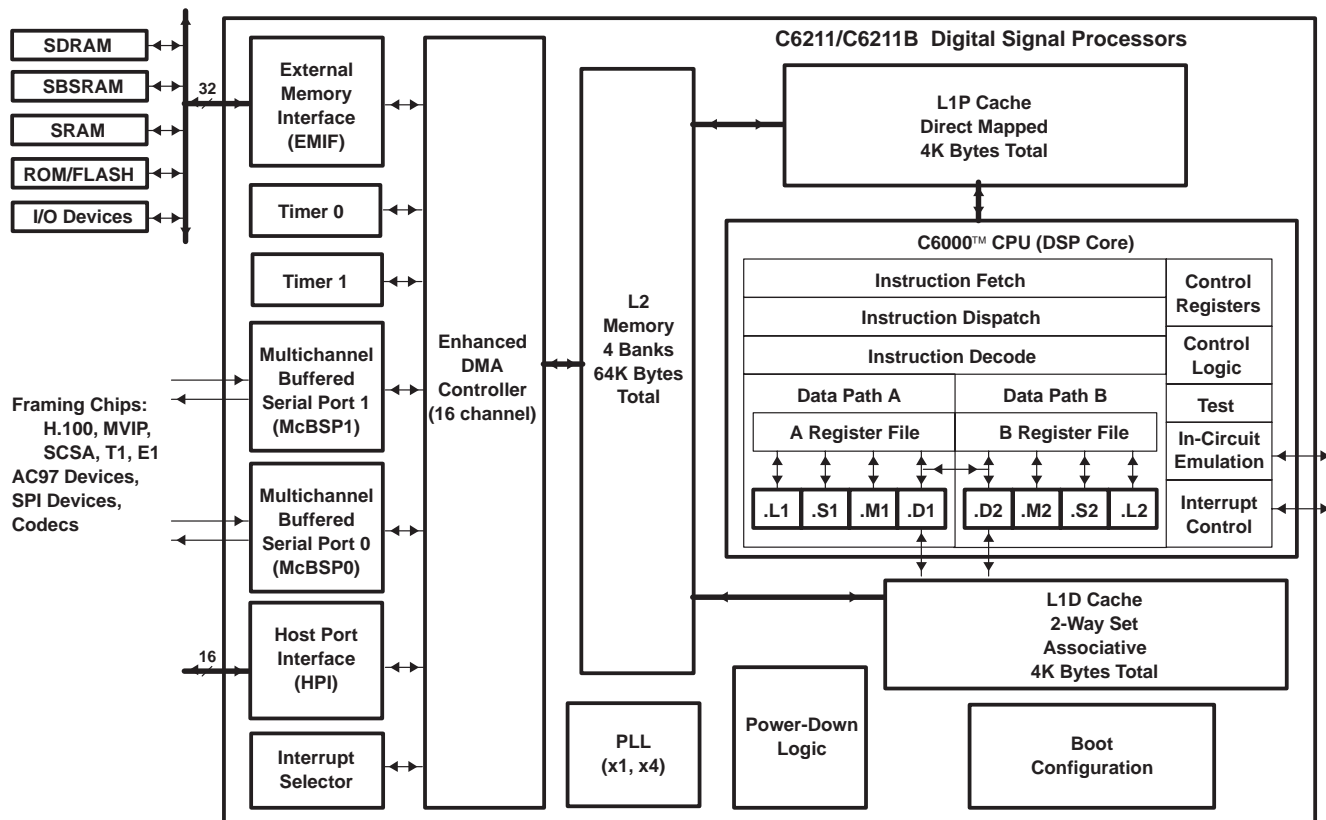 C6211/C6211B Digital Signal Processors
SDRAM
SBSRAM
SRAM
ROM/FLASH
I/O Devices
32
External
Memory
Interface
(EMIF)
Timer 0
Timer 1
Multichannel
Buffered
Serial Port 1
(McBSP1)
Framing Chips:
H.100, MVIP,
SCSA, T1, E1
AC97 Devices,
SPI Devices,
Codecs
Multichannel
Buffered
Serial Port 0
(McBSP0)
16
Host Port
Interface
(HPI)
Interrupt
Selector
Enhanced
DMA
Controller
(16 channel)
L2
Memory
4 Banks
64K Bytes
Total
L1P Cache
Direct Mapped
4K Bytes Total
C6000™ CPU (DSP Core)
Instruction Fetch
Instruction Dispatch
Instruction Decode
Control
Registers
Control
Logic
Test
In-Circuit
Emulation
Interrupt
Control
Data Path A
A Register File
.L1 .S1 .M1 .D1
Data Path B
B Register File
.D2 .M2 .S2 .L2
L1D Cache
2-Way Set
Associative
4K Bytes Total
PLL
(x1, x4)
Power-Down
Logic
Boot
Configuration